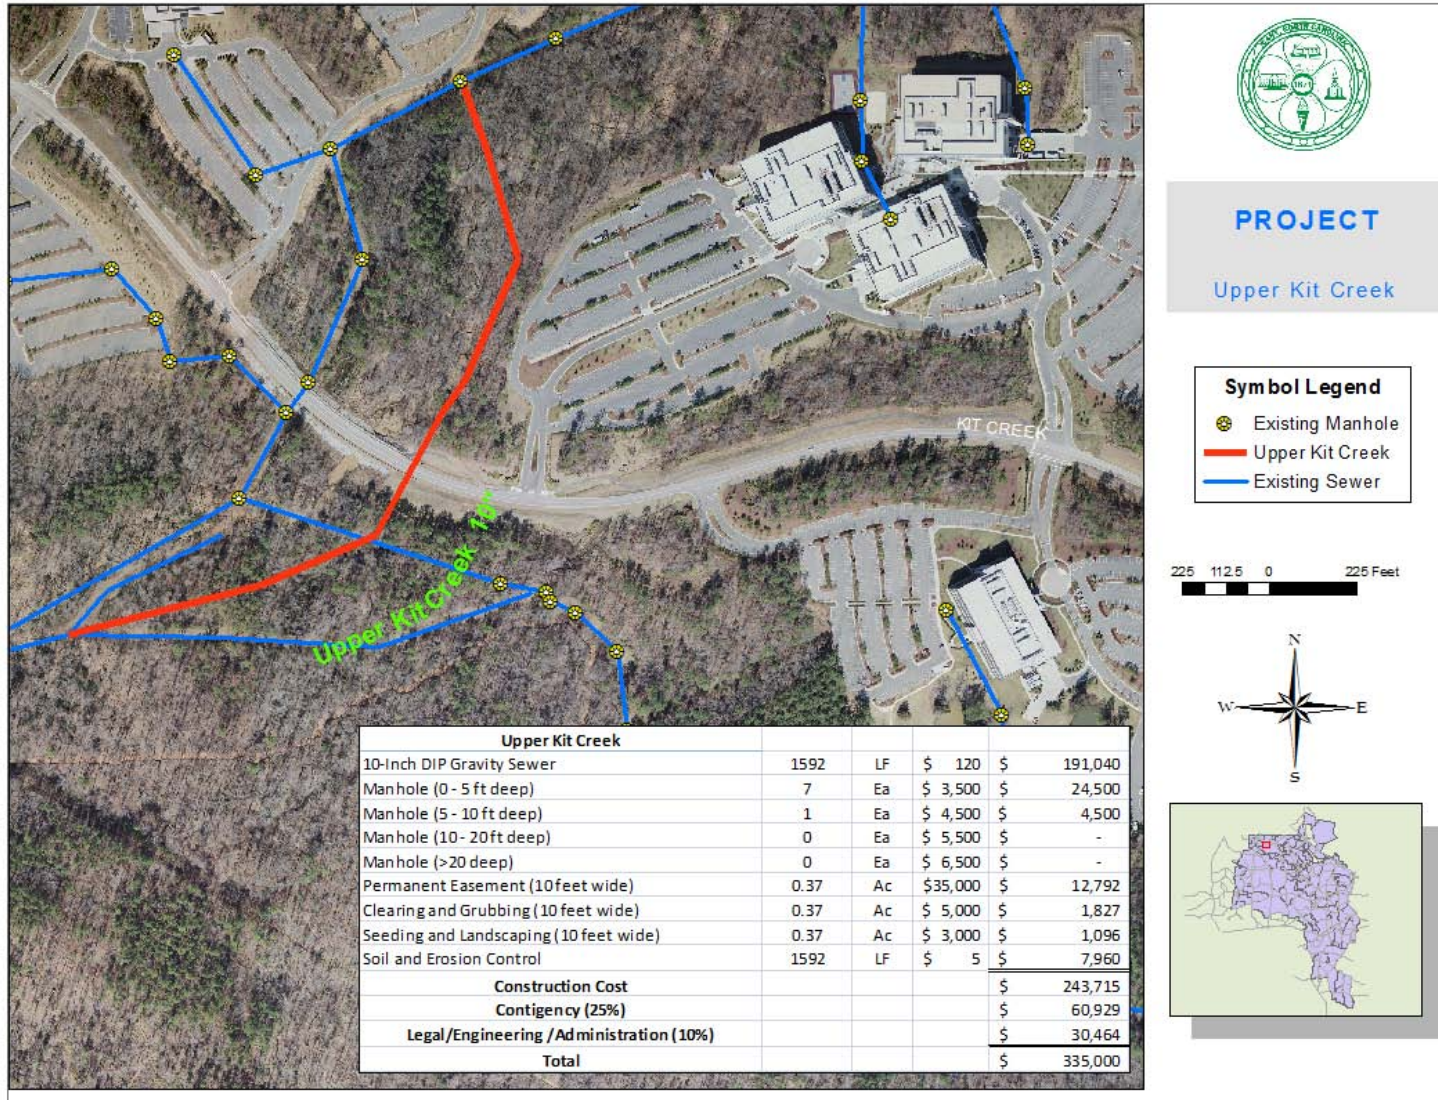 CARY, NORTH CAROLINA
1871
PROJECT
Upper Kit Creek
Symbol Legend
Existing Manhole
Upper Kit Creek
Existing Sewer
225 112.5 0 225 Feet
N
W E
S
KIT CREEK
Upper Kit Creek 10"
Upper Kit Creek
10-Inch DIP Gravity Sewer 1592 LF $ 120 $ 191,040
Manhole (0 - 5 ft deep) 7 Ea $ 3,500 $ 24,500
Manhole (5 - 10 ft deep) 1 Ea $ 4,500 $ 4,500
Manhole (10 - 20 ft deep) 0 Ea $ 5,500 $ -
Manhole (>20 deep) 0 Ea $ 6,500 $ -
Permanent Easement (10 feet wide) 0.37 Ac $35,000 $ 12,792
Clearing and Grubbing (10 feet wide) 0.37 Ac $ 5,000 $ 1,827
Seeding and Landscaping (10 feet wide) 0.37 Ac $ 3,000 $ 1,096
Soil and Erosion Control 1592 LF $ 5 $ 7,960
Construction Cost $ 243,715
Contigency (25%) $ 60,929
Legal/Engineering /Administration (10%) $ 30,464
Total $ 335,000